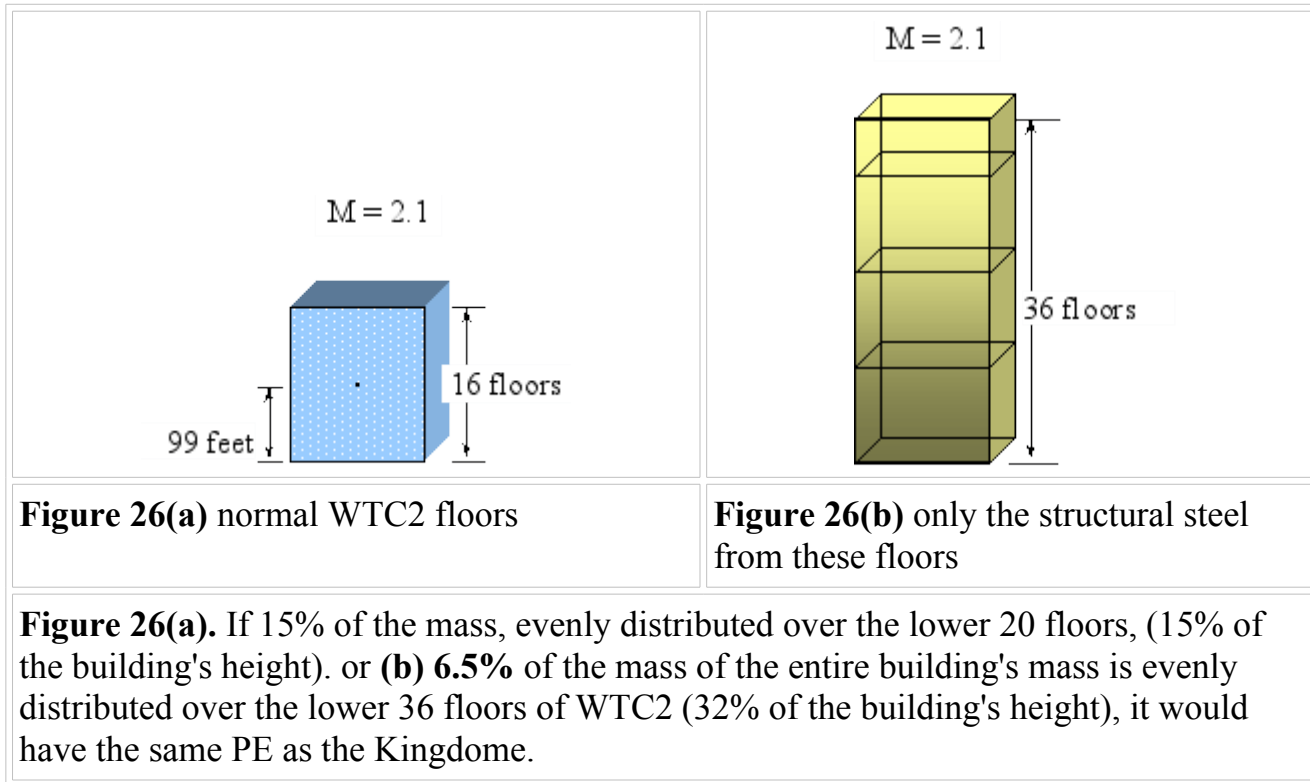 M = 2.1
M = 2.1
16 floors
99 feet
36 floors
Figure 26(a) normal WTC2 floors
Figure 26(b) only the structural steel
from these floors
Figure 26(a). If 15% of the mass, evenly distributed over the lower 20 floors, (15% of
the building's height). or (b) 6.5% of the mass of the entire building's mass is evenly
distributed over the lower 36 floors of WTC2 (32% of the building's height), it would
have the same PE as the Kingdome.